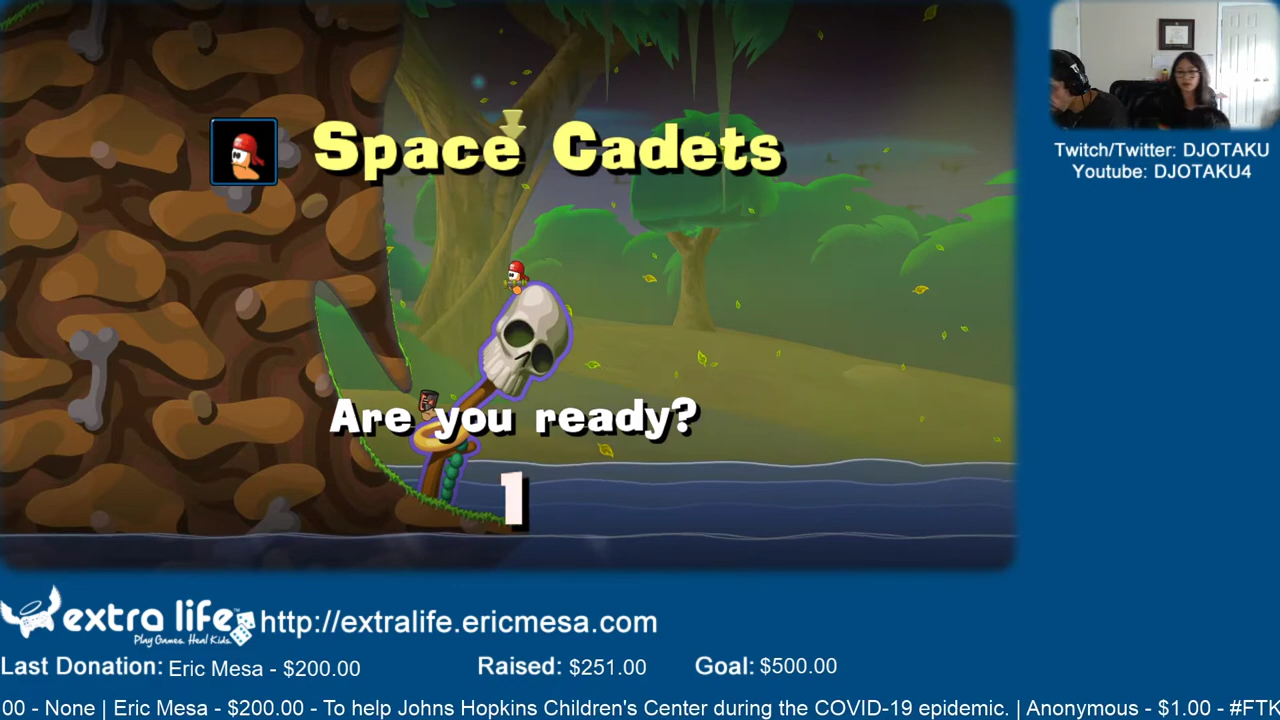 Space Cadets
Are you ready?
1
Twitch/Twitter: DJOTAKU
Youtube: DJOTAKU4
extra life
Play Games. Heal Kids.
http://extralife.ericmesa.com
Last Donation: Eric Mesa - $200.00
Raised: $251.00
Goal: $500.00
00 - None | Eric Mesa - $200.00 - To help Johns Hopkins Children's Center during the COVID-19 epidemic. | Anonymous - $1.00 - #FTK